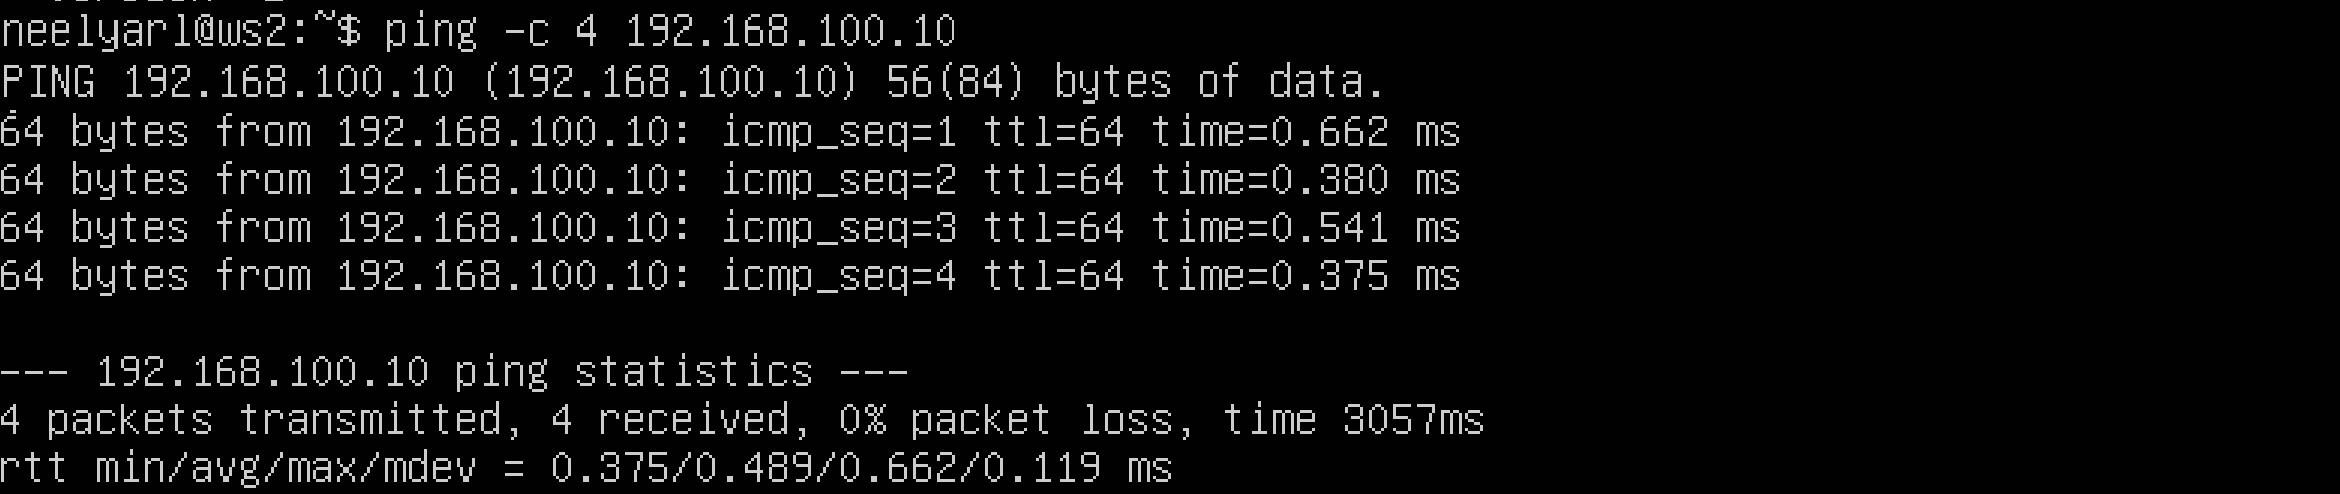 neelyarl@ws2:~$ ping -c 4 192.168.100.10
PING 192.168.100.10 (192.168.100.10) 56(84) bytes of data.
64 bytes from 192.168.100.10: icmp_seq=1 ttl=64 time=0.662 ms
64 bytes from 192.168.100.10: icmp_seq=2 ttl=64 time=0.380 ms
64 bytes from 192.168.100.10: icmp_seq=3 ttl=64 time=0.541 ms
64 bytes from 192.168.100.10: icmp_seq=4 ttl=64 time=0.375 ms
--- 192.168.100.10 ping statistics ---
4 packets transmitted, 4 received, 0% packet loss, time 3057ms
rtt min/avg/max/mdev = 0.375/0.489/0.662/0.119 ms